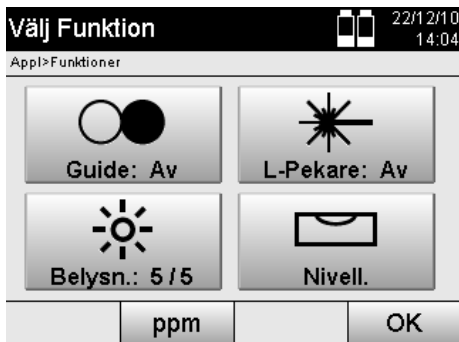 Välj Funktion
22/12/10
14:04
Appl>Funktioner
Guide: Av
L-Pekare: Av
Belysn.: 5/5
Nivell.
ppm
OK